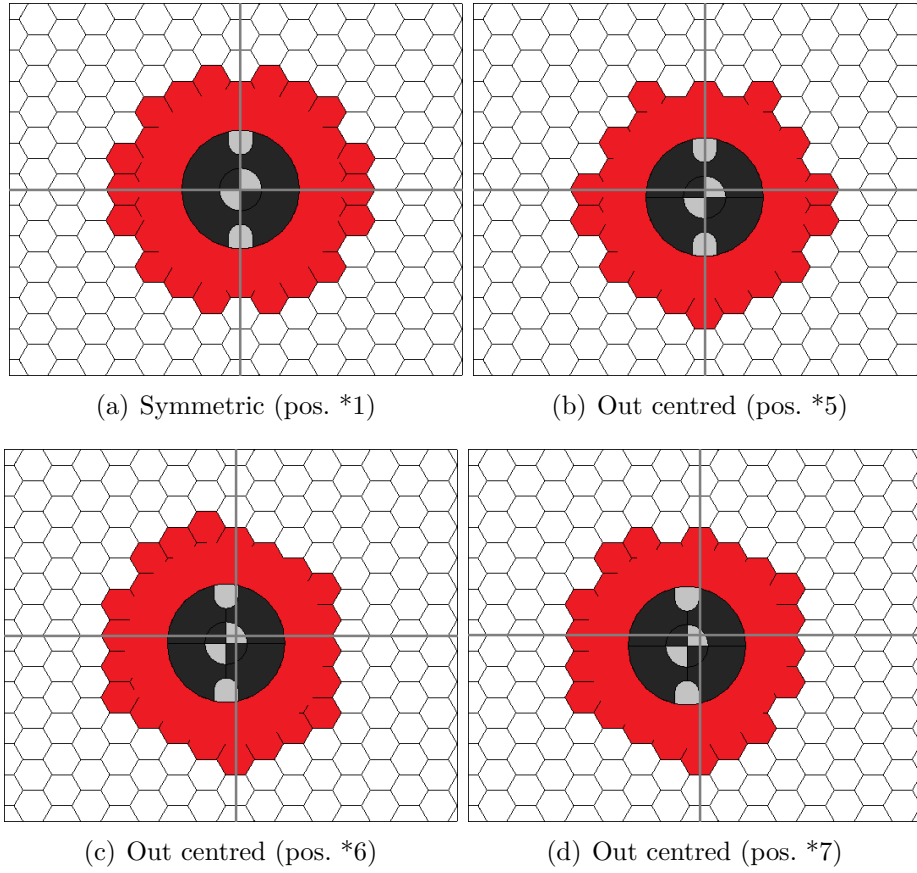 (a) Symmetric (pos. *1)
(b) Out centred (pos. *5)
(c) Out centred (pos. *6)
(d) Out centred (pos. *7)